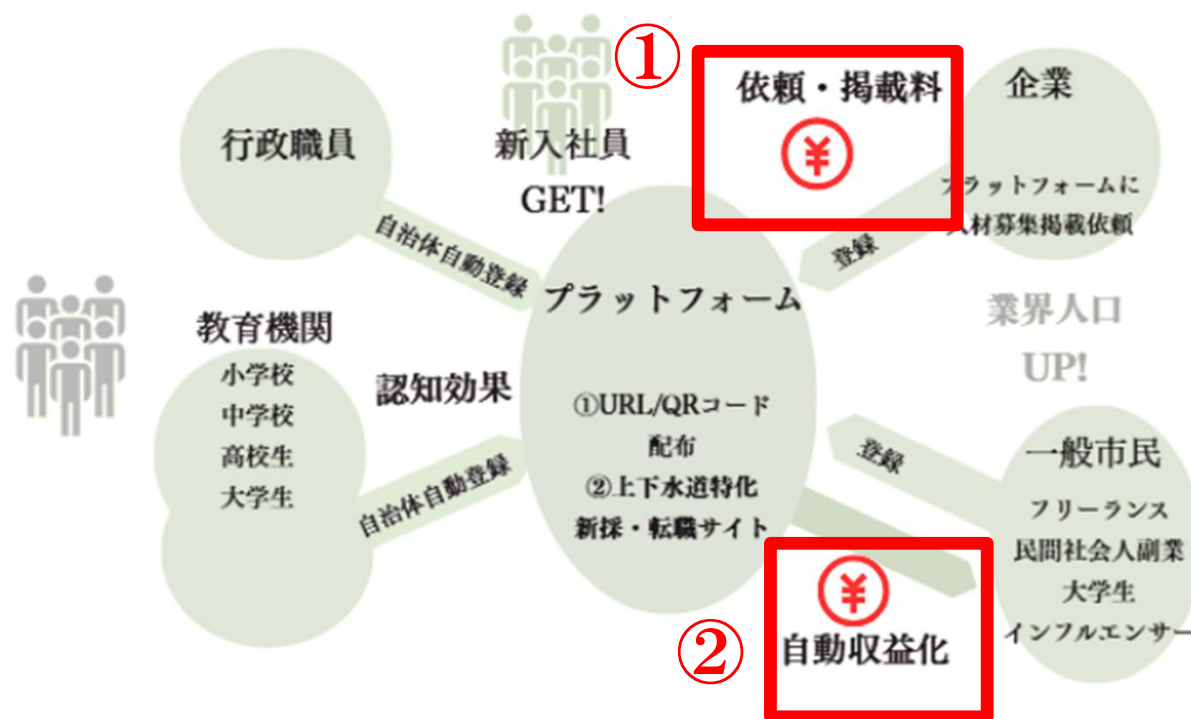 ①
依頼・掲載料
¥
企業
プラットフォームに
人材募集掲載依頼
登録
行政職員
新入社員
GET!
自治体自動登録
プラットフォーム
①URL/QRコード
配布
②上下水道特化
新採・転職サイト
教育機関
小学校
中学校
高校生
大学生
認知効果
自治体自動登録
業界人口
UP!
登録
一般市民
フリーランス
民間社会人副業
大学生
インフルエンサー
②
¥
自動収益化